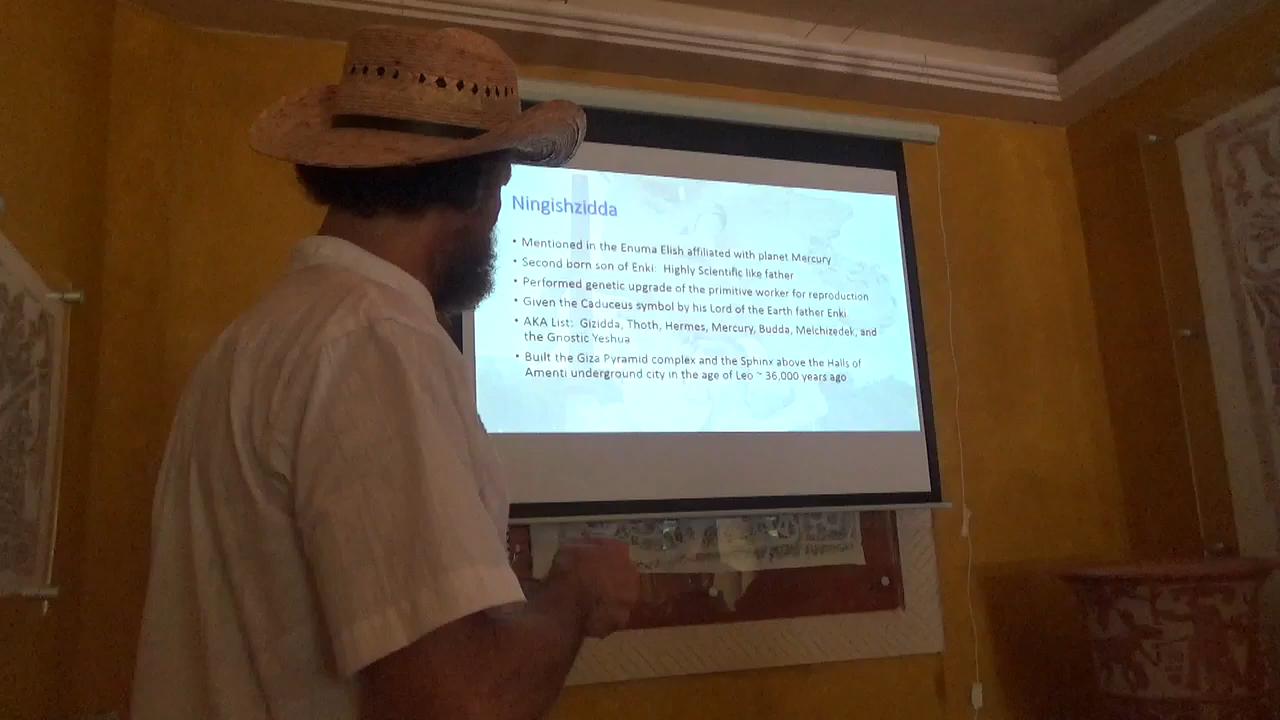 Ningishzidda
• Mentioned in the Enuma Elish affiliated with planet Mercury
• Second born son of Enki: Highly Scientific like father
• Performed genetic upgrade of the primitive worker for reproduction
• Given the Caduceus symbol by his Lord of the Earth father Enki
• AKA List: Gizidda, Thoth, Hermes, Mercury, Budda, Melchizedek, and
the Gnostic Yeshua
• Built the Giza Pyramid complex and the Sphinx above the Halls of
Amenti underground city in the age of Leo ~ 36,000 years ago